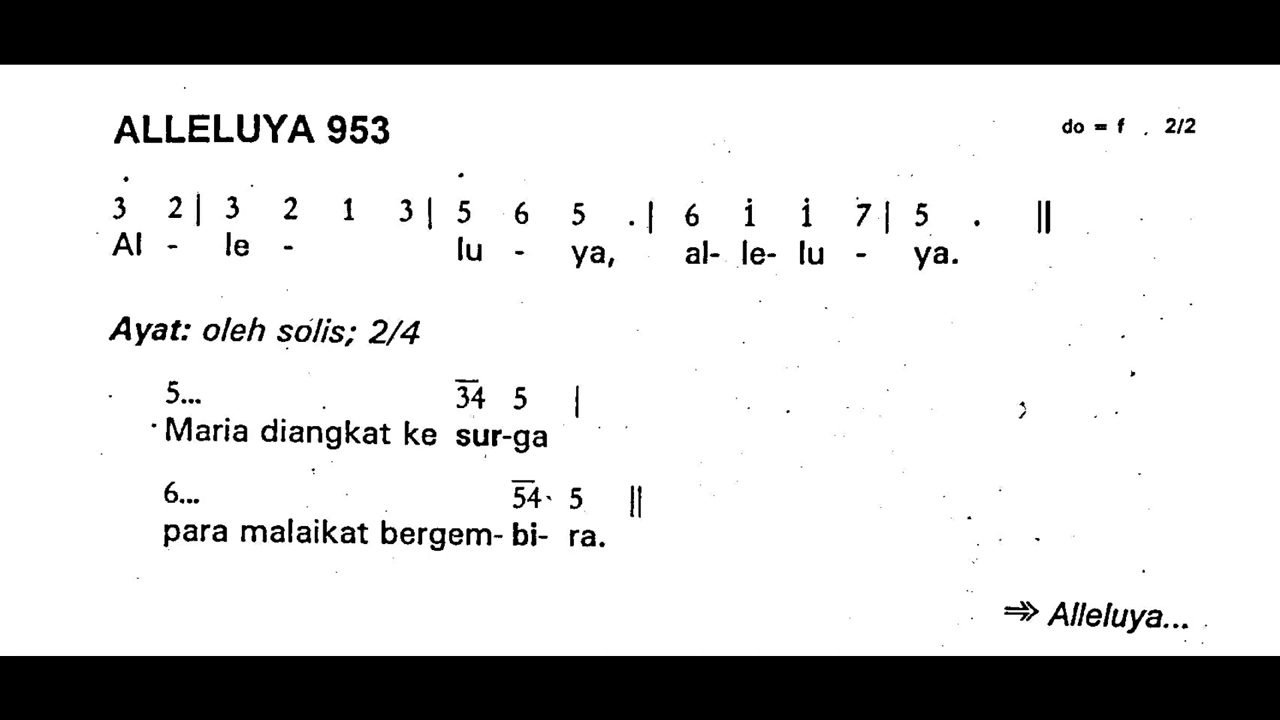 ALLELUYA 953
do = f . 2/2
3 2 | 3 2 1 3 | 5 6 5 . | 6 i i 7 | 5 . ||
Al - le - lu - ya, al- le- lu - ya.
Ayat: oleh solis; 2/4
5... 34 5 |
Maria diangkat ke sur-ga
6... 54 5 ||
para malaikat bergem- bi- ra.
⇒ Alleluya...